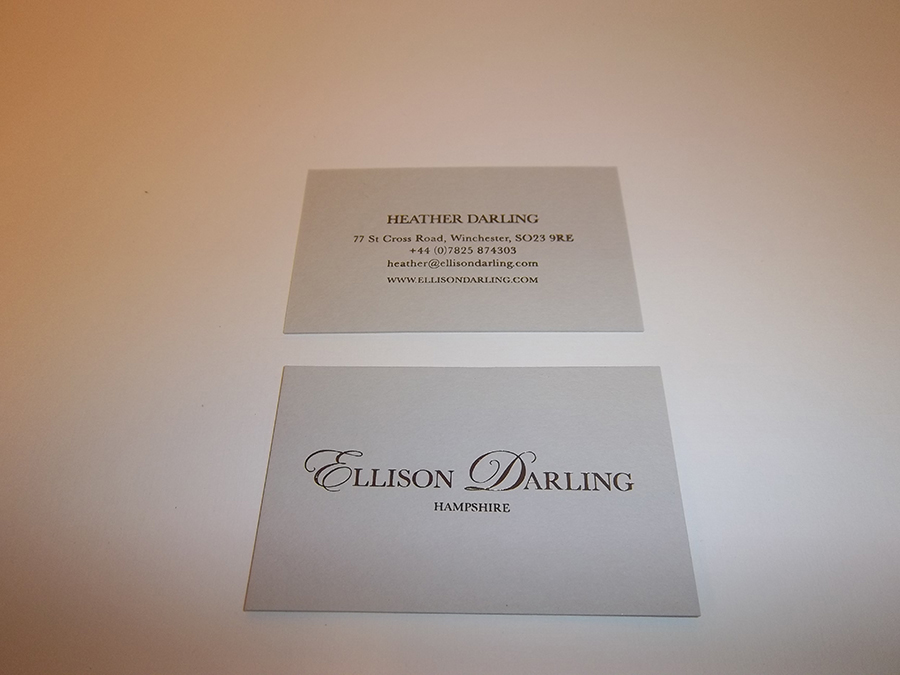 HEATHER DARLING
77 St Cross Road, Winchester, SO23 9RE
+44 (0)7825 874303
heather@ellisondarling.com
WWW.ELLISONDARLING.COM
ELLISON DARLING
HAMPSHIRE